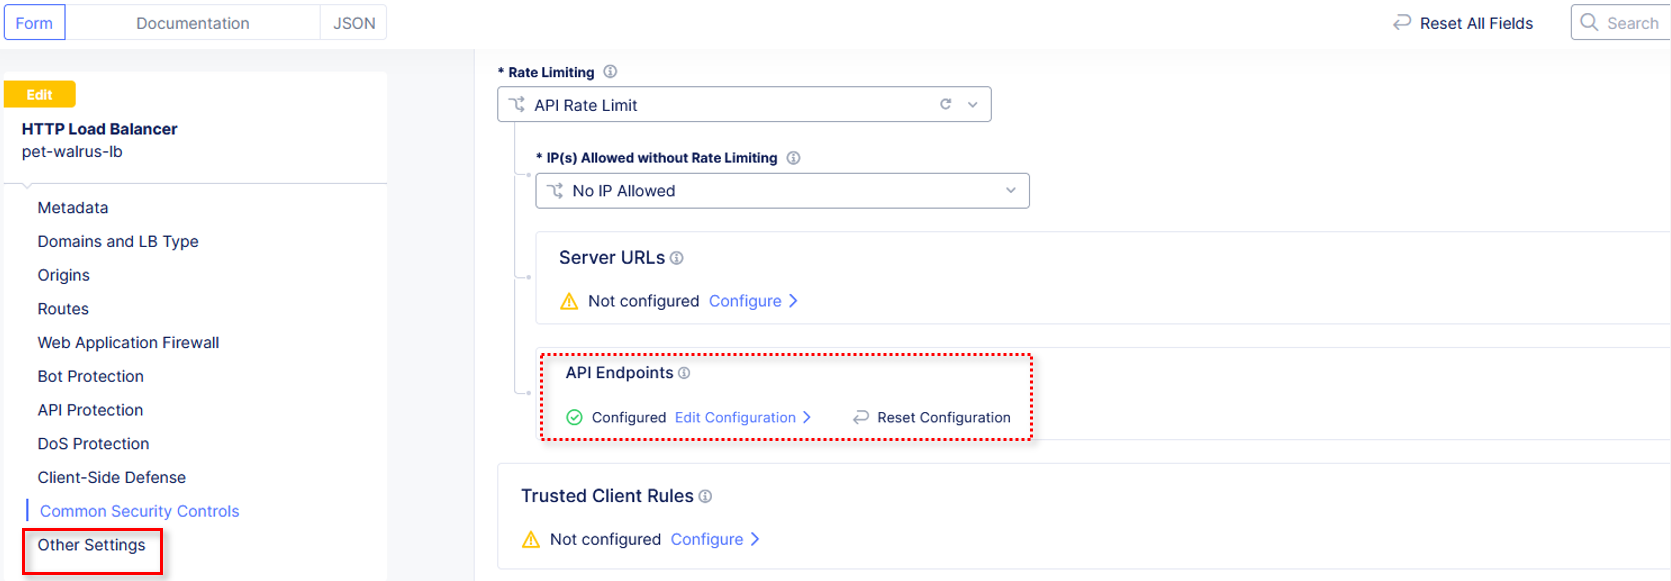 Form
Documentation
JSON
Reset All Fields
Search
Edit
HTTP Load Balancer
pet-walrus-lb
Metadata
Domains and LB Type
Origins
Routes
Web Application Firewall
Bot Protection
API Protection
DoS Protection
Client-Side Defense
Common Security Controls
Other Settings
* Rate Limiting
API Rate Limit
* IP(s) Allowed without Rate Limiting
No IP Allowed
Server URLs
Not configured Configure
API Endpoints
Configured Edit Configuration Reset Configuration
Trusted Client Rules
Not configured Configure